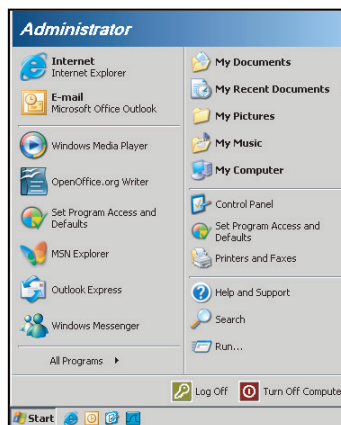 Administrator
Internet
Internet Explorer
E-mail
Microsoft Office Outlook
Windows Media Player
OpenOffice.org Writer
Set Program Access and
Defaults
MSN Explorer
Outlook Express
Windows Messenger
All Programs
My Documents
My Recent Documents
My Pictures
My Music
My Computer
Control Panel
Set Program Access and
Defaults
Printers and Faxes
Help and Support
Search
Run...
Log Off
Turn Off Compute
Start